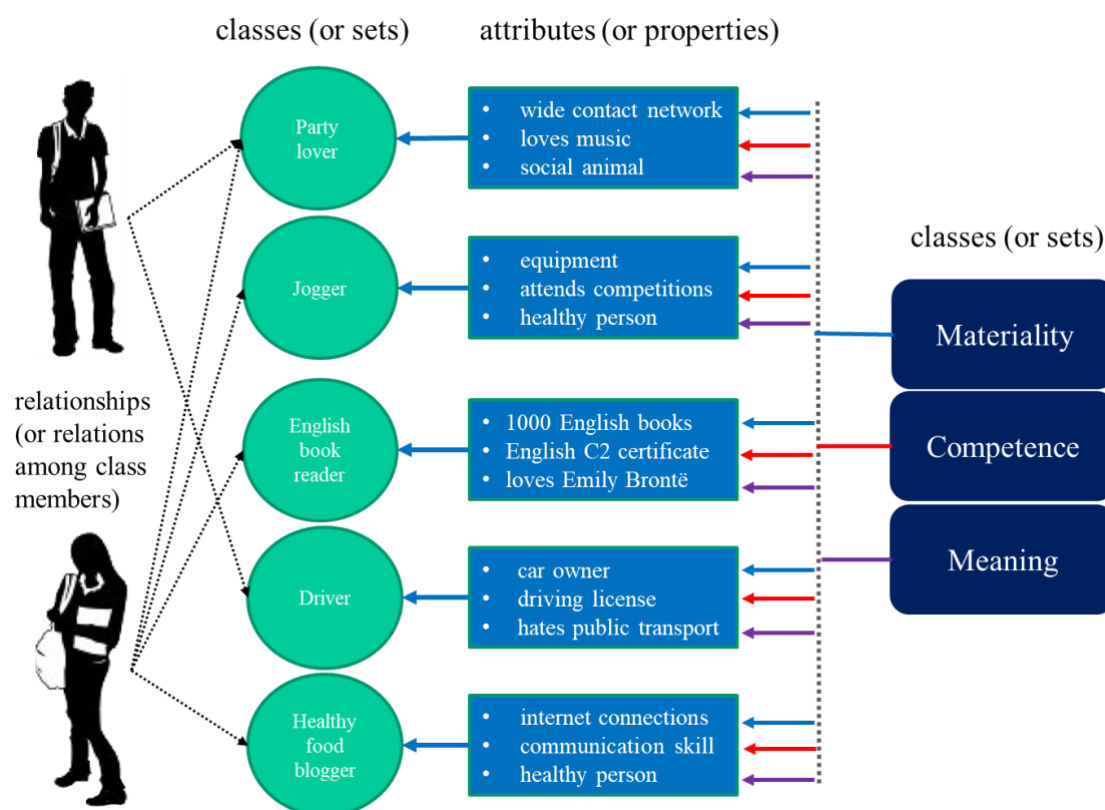 classes (or sets)
attributes (or properties)
Party
lover
• wide contact network
• loves music
• social animal
classes (or sets)
Jogger
• equipment
• attends competitions
• healthy person
Materiality
relationships
(or relations
among class
members)
English
book
reader
• 1000 English books
• English C2 certificate
• loves Emily Brontë
Competence
Meaning
Driver
• car owner
• driving license
• hates public transport
Healthy
food
blogger
• internet connections
• communication skill
• healthy person